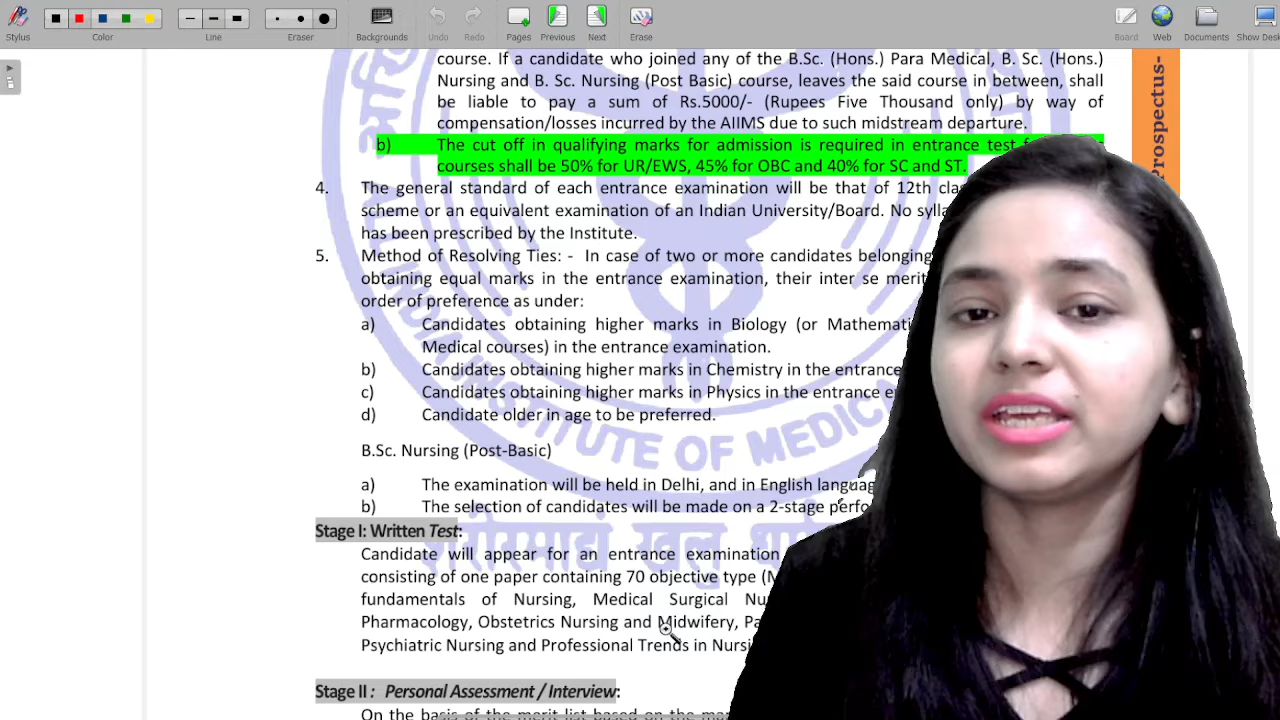 Stylus
Color
Line
Eraser
Backgrounds
Undo
Redo
Pages
Previous
Next
Erase
Board
Web
Documents
Show Desk
course. If a candidate who joined any of the B.Sc. (Hons.) Para Medical, B. Sc. (Hons.)
Nursing and B. Sc. Nursing (Post Basic) course, leaves the said course in between, shall
be liable to pay a sum of Rs.5000/- (Rupees Five Thousand only) by way of
compensation/losses incurred by the AIIMS due to such midstream departure.
b) The cut off in qualifying marks for admission is required in entrance test
courses shall be 50% for UR/EWS, 45% for OBC and 40% for SC and ST.
4. The general standard of each entrance examination will be that of 12th
scheme or an equivalent examination of an Indian University/Board. No
has been prescribed by the Institute.
5. Method of Resolving Ties: - In case of two or more candidates belonging
obtaining equal marks in the entrance examination, their inter se merit
order of preference as under:
a) Candidates obtaining higher marks in Biology (or
Medical courses) in the entrance examination.
b) Candidates obtaining higher marks in Chemistry in the entrance
c) Candidates obtaining higher marks in Physics in the entrance
d) Candidate older in age to be preferred.
B.Sc. Nursing (Post-Basic)
a) The examination will be held in Delhi, and in English
b) The selection of candidates will be made on a 2-stage
Stage I: Written Test:
Candidate will appear for an entrance examination
consisting of one paper containing 70 objective type
fundamentals of Nursing, Medical Surgical
Pharmacology, Obstetrics Nursing and Midwifery,
Psychiatric Nursing and Professional Trends in
Stage II : Personal Assessment / Interview:
On the basis of the merit list based on the
Prospectus-
INSTITUTE OF MEDICAL